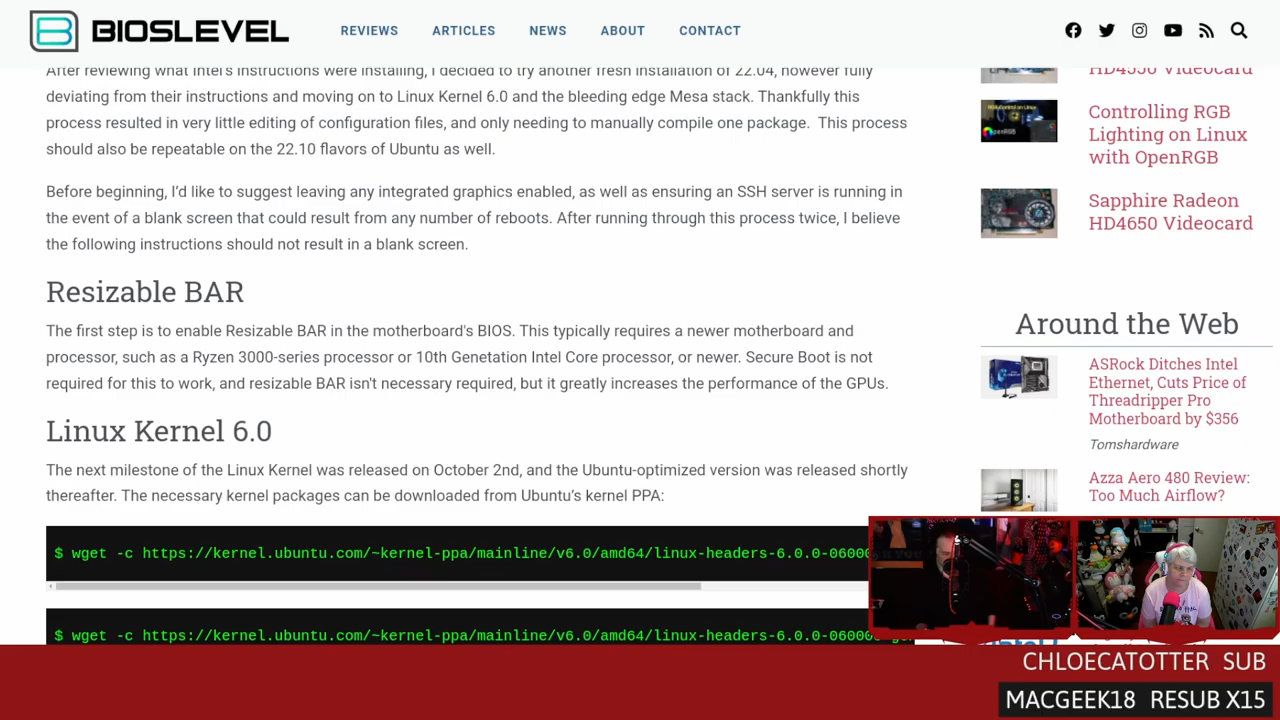 BIOSLEVEL
REVIEWS ARTICLES NEWS ABOUT CONTACT
After reviewing what Intel's instructions were installing, I decided to try another fresh installation of 22.04, however fully
deviating from their instructions and moving on to Linux Kernel 6.0 and the bleeding edge Mesa stack. Thankfully this
process resulted in very little editing of configuration files, and only needing to manually compile one package. This process
should also be repeatable on the 22.10 flavors of Ubuntu as well.
Before beginning, I'd like to suggest leaving any integrated graphics enabled, as well as ensuring an SSH server is running in
the event of a blank screen that could result from any number of reboots. After running through this process twice, I believe
the following instructions should not result in a blank screen.
Resizable BAR
The first step is to enable Resizable BAR in the motherboard's BIOS. This typically requires a newer motherboard and
processor, such as a Ryzen 3000-series processor or 10th Genetation Intel Core processor, or newer. Secure Boot is not
required for this to work, and resizable BAR isn't necessary required, but it greatly increases the performance of the GPUs.
Linux Kernel 6.0
The next milestone of the Linux Kernel was released on October 2nd, and the Ubuntu-optimized version was released shortly
thereafter. The necessary kernel packages can be downloaded from Ubuntu's kernel PPA:
$ wget -c https://kernel.ubuntu.com/~kernel-ppa/mainline/v6.0/amd64/linux-headers-6.0.0-06000
$ wget -c https://kernel.ubuntu.com/~kernel-ppa/mainline/v6.0/amd64/linux-headers-6.0.0-060000-ge
HD4550 Videocard
Controlling RGB
Lighting on Linux
with OpenRGB
Sapphire Radeon
HD4650 Videocard
Around the Web
ASRock Ditches Intel
Ethernet, Cuts Price of
Threadripper Pro
Motherboard by $356
Tomshardware
Azza Aero 480 Review:
Too Much Airflow?
CHLOECATOTTER SUB
MACGEEK18 RESUB X15